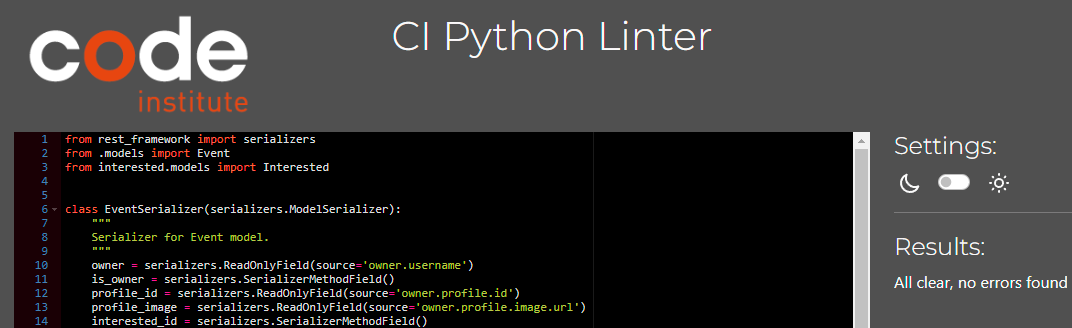 code
institute
CI Python Linter
1 from rest_framework import serializers
2 from .models import Event
3 from interested.models import Interested
4
5
6 class EventSerializer(serializers.ModelSerializer):
7     """
8     Serializer for Event model.
9     """
10     owner = serializers.ReadOnlyField(source='owner.username')
11     is_owner = serializers.SerializerMethodField()
12     profile_id = serializers.ReadOnlyField(source='owner.profile.id')
13     profile_image = serializers.ReadOnlyField(source='owner.profile.image.url')
14     interested_id = serializers.SerializerMethodField()
Settings:
Results:
All clear, no errors found